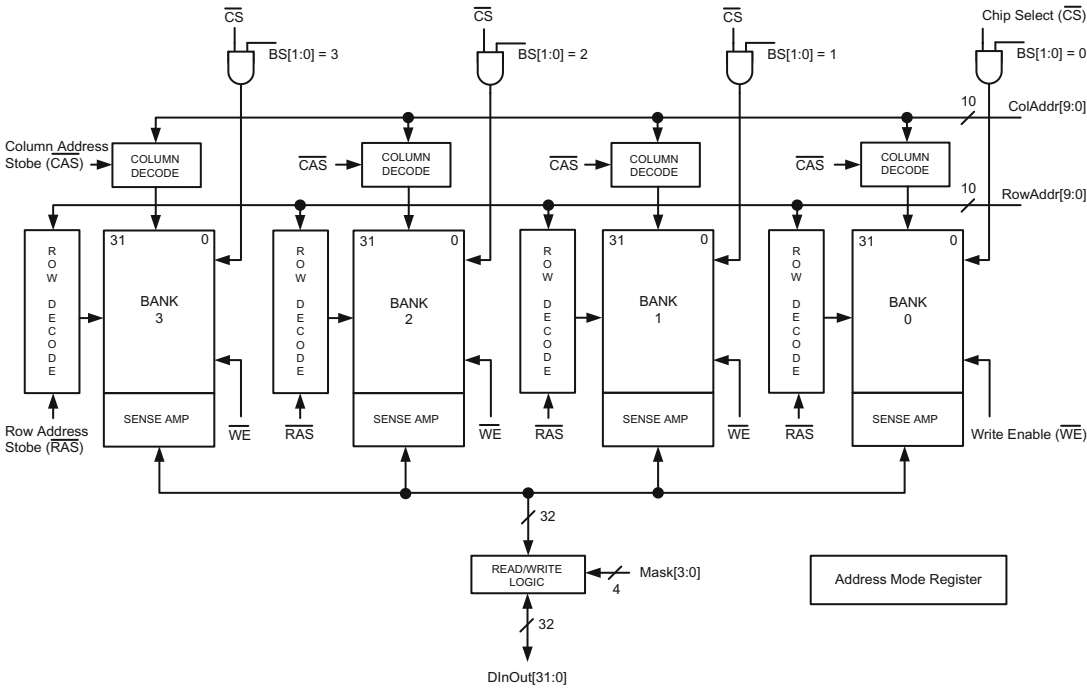 CS
CS
CS
Chip Select (CS)
BS[1:0] = 3
BS[1:0] = 2
BS[1:0] = 1
BS[1:0] = 0
10
ColAddr[9:0]
Column Address
Stobe (CAS)
COLUMN
DECODE
CAS
COLUMN
DECODE
CAS
COLUMN
DECODE
CAS
COLUMN
DECODE
10
RowAddr[9:0]
ROW DECODE
31 0
BANK
3
SENSE AMP
ROW DECODE
31 0
BANK
2
SENSE AMP
ROW DECODE
31 0
BANK
1
SENSE AMP
ROW DECODE
31 0
BANK
0
SENSE AMP
Row Address
Stobe (RAS)
WE
RAS
WE
RAS
WE
RAS
Write Enable (WE)
32
READ/WRITE
LOGIC
Mask[3:0]
4
32
DInOut[31:0]
Address Mode Register